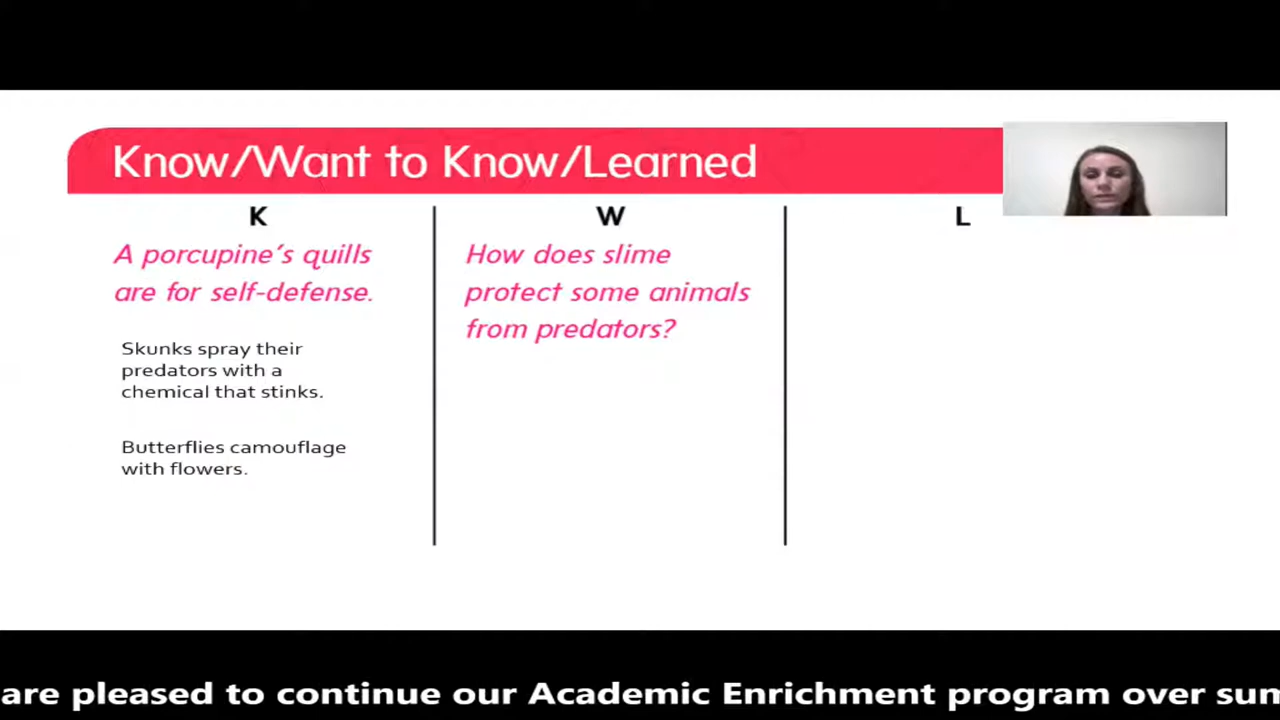 Know/Want to Know/Learned
K
A porcupine's quills
are for self-defense.
Skunks spray their
predators with a
chemical that stinks.
Butterflies camouflage
with flowers.
W
How does slime
protect some animals
from predators?
L
are pleased to continue our Academic Enrichment program over